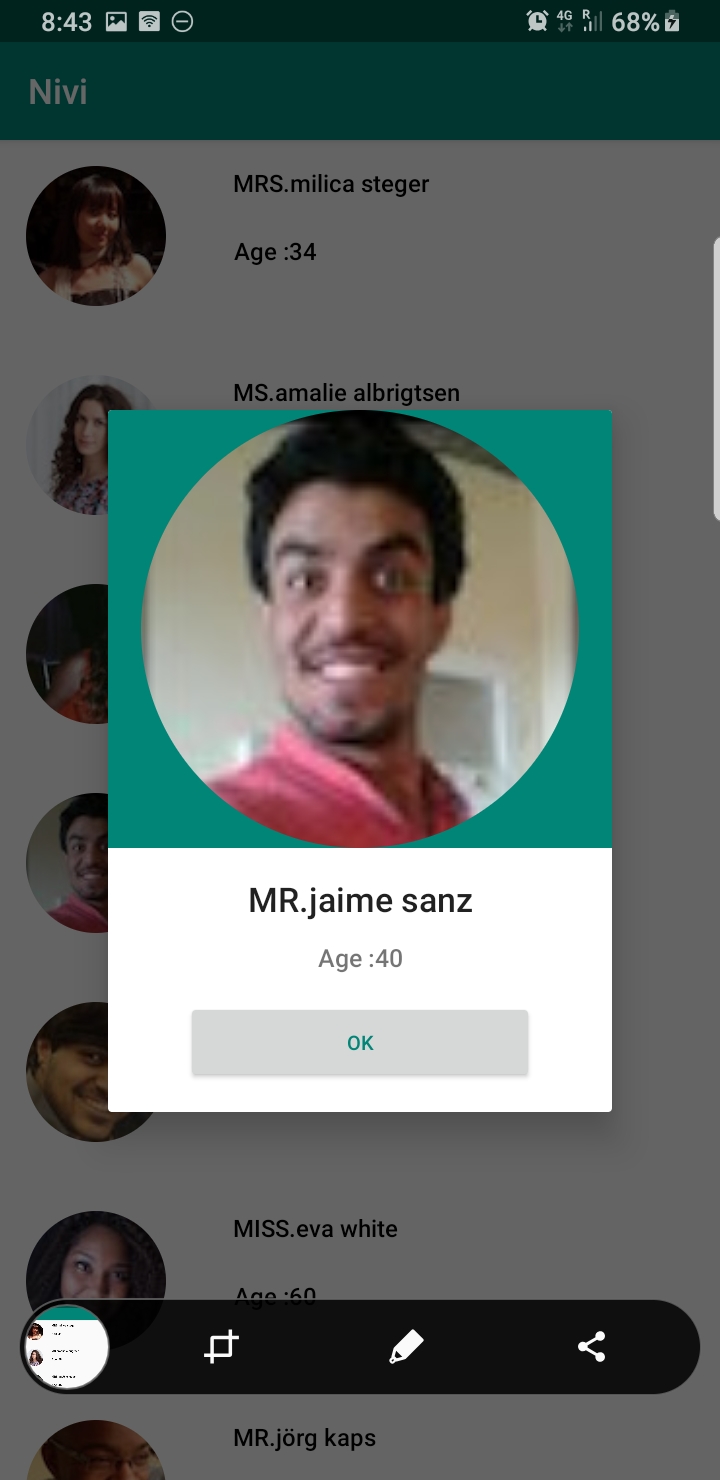 8:43 4G R 68%
Nivi
MRS.milica steger
Age :34
MS.amalie albrigtsen
MR.jaime sanz
Age :40
OK
MISS.eva white
Age :60
MR.jörg kaps